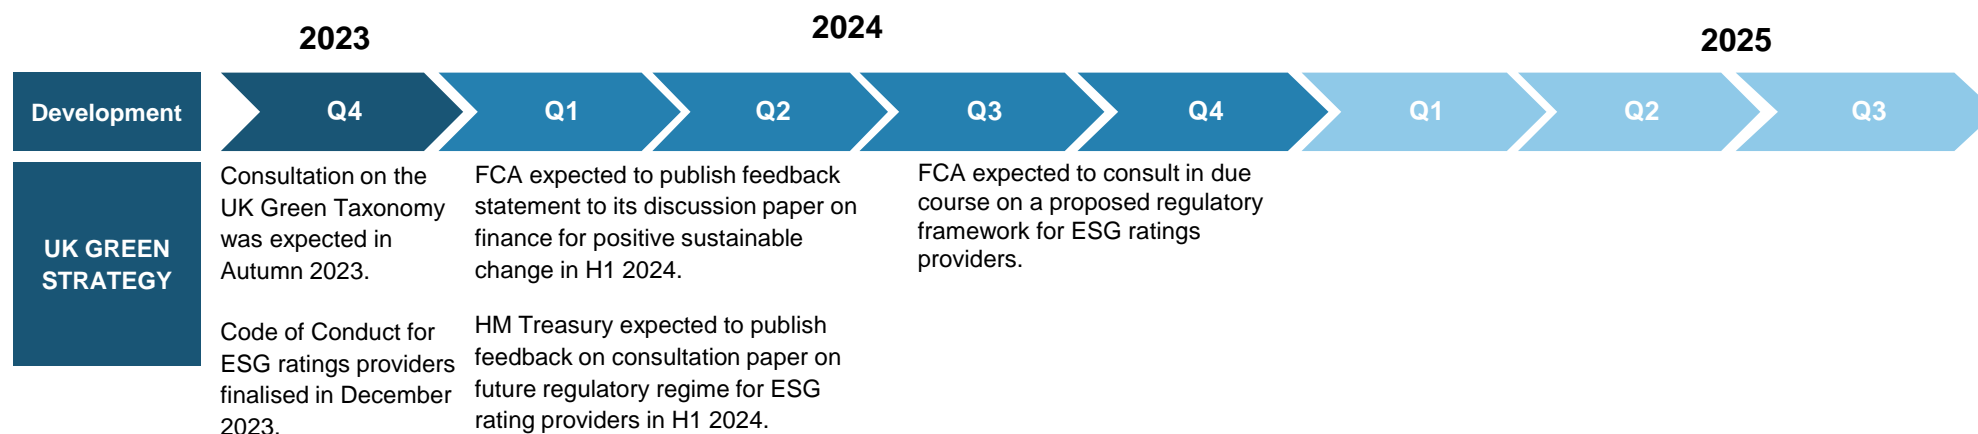 2023
2024
2025
Development
Q4
Q1
Q2
Q3
Q4
Q1
Q2
Q3
UK GREEN
STRATEGY
Consultation on the
UK Green Taxonomy
was expected in
Autumn 2023.
Code of Conduct for
ESG ratings providers
finalised in December
2023.
FCA expected to publish feedback
statement to its discussion paper on
finance for positive sustainable
change in H1 2024.
HM Treasury expected to publish
feedback on consultation paper on
future regulatory regime for ESG
rating providers in H1 2024.
FCA expected to consult in due
course on a proposed regulatory
framework for ESG ratings
providers.